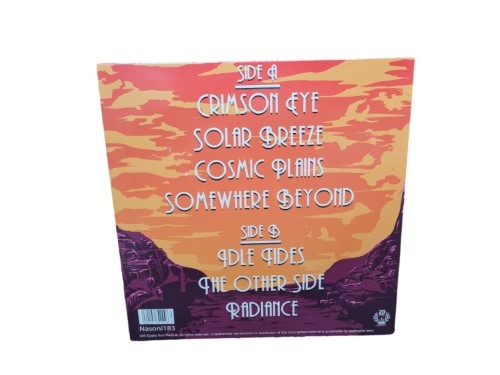 SIDE A
CRIMSON EYE
SOLAR BREEZE
COSMIC PLAINS
SOMEWHERE BEYOND
SIDE B
IDLE TIDES
THE OTHER SIDE
RADIANCE
Nasoni183